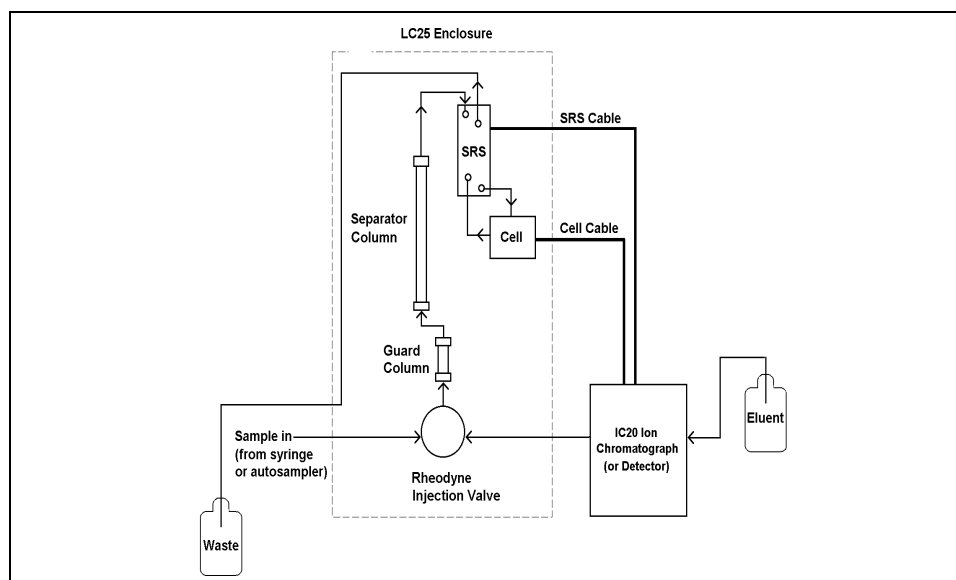 LC25 Enclosure
SRS Cable
SRS
Separator
Column
Cell
Cell Cable
Guard
Column
Eluent
Sample in
(from syringe
or autosampler)
IC20 Ion
Chromatograph
(or Detector)
Rheodyne
Injection Valve
Waste